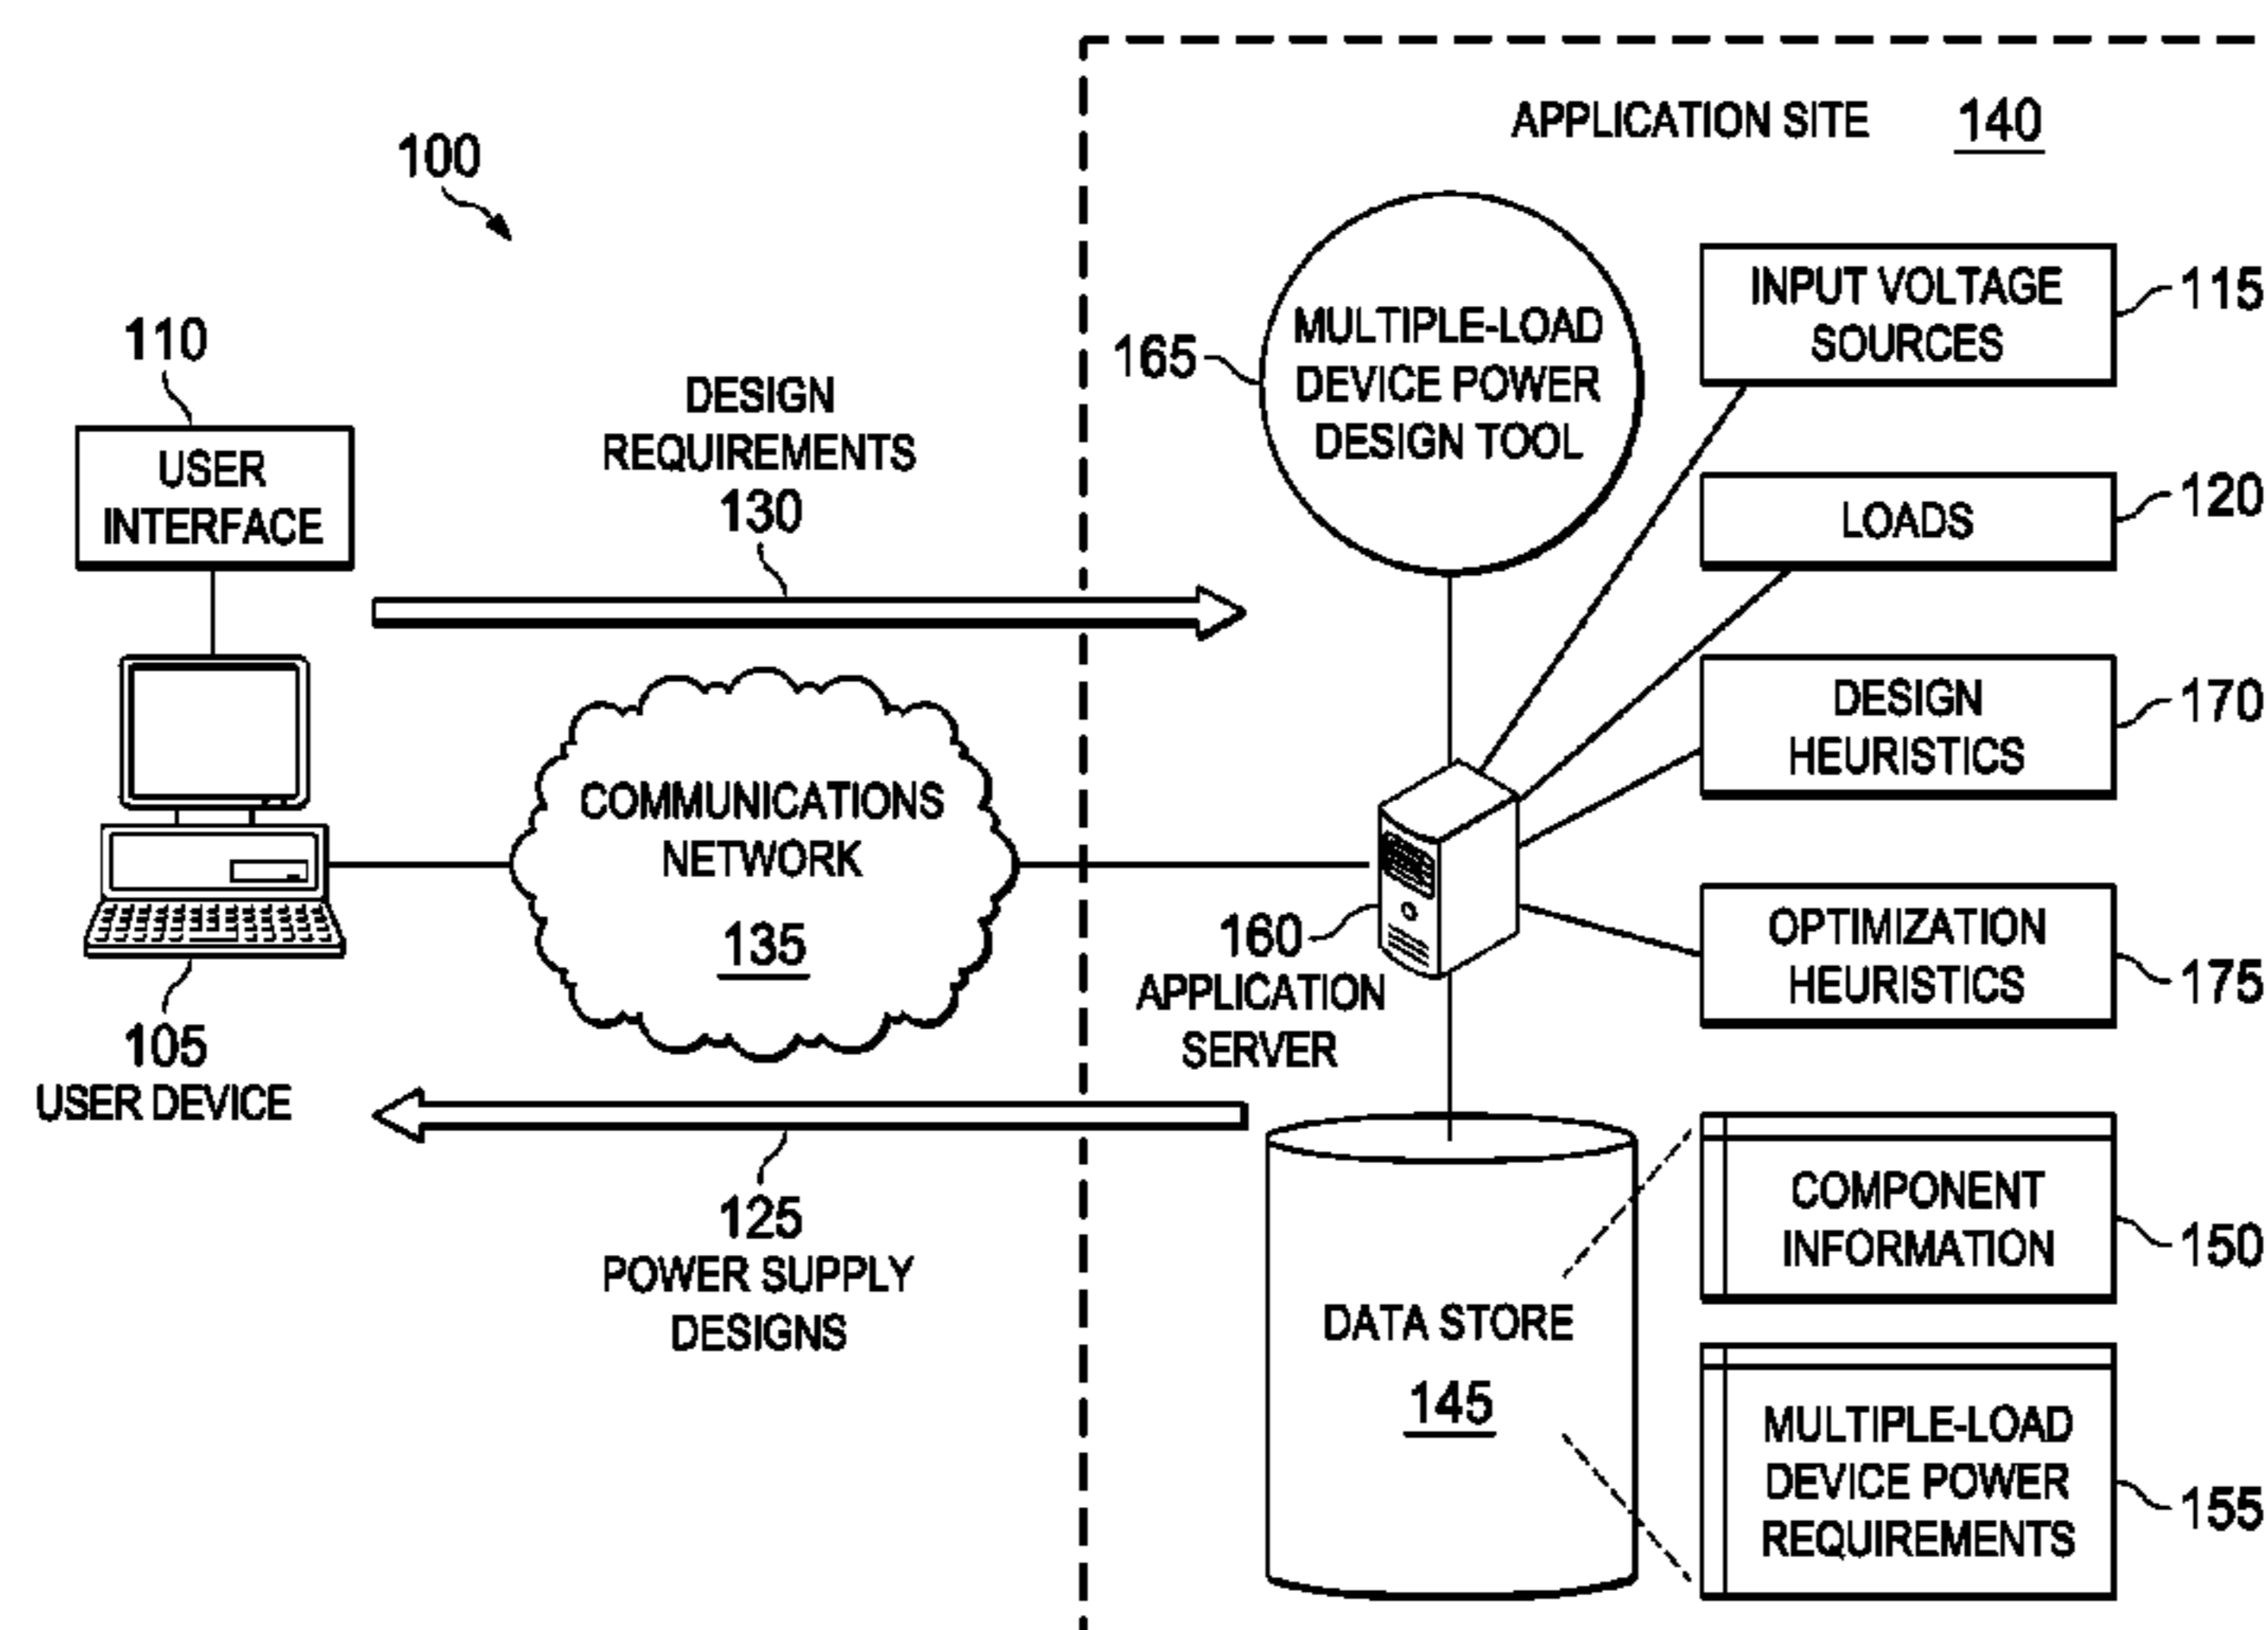 100
110
USER
INTERFACE
105
USER DEVICE
DESIGN
REQUIREMENTS
130
COMMUNICATIONS
NETWORK
135
125
POWER SUPPLY
DESIGNS
APPLICATION SITE 140
165
MULTIPLE-LOAD
DEVICE POWER
DESIGN TOOL
160
APPLICATION
SERVER
DATA STORE
145
INPUT VOLTAGE
SOURCES
115
LOADS
120
DESIGN
HEURISTICS
170
OPTIMIZATION
HEURISTICS
175
COMPONENT
INFORMATION
150
MULTIPLE-LOAD
DEVICE POWER
REQUIREMENTS
155